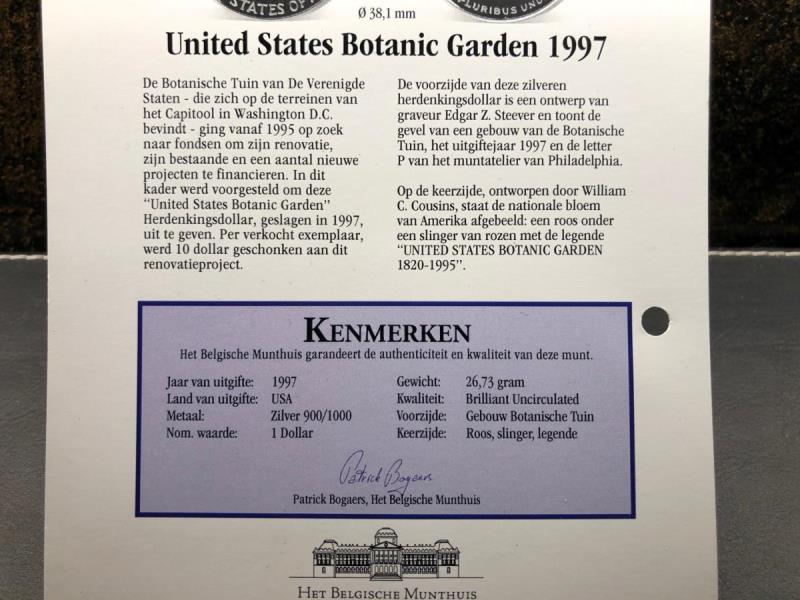 STATES OF
PLURIBUS UNU
Ø 38,1 mm
United States Botanic Garden 1997
De Botanische Tuin van De Verenigde
Staten - die zich op de terreinen van
het Capitool in Washington D.C.
bevindt - ging vanaf 1995 op zoek
naar fondsen om zijn renovatie,
zijn bestaande en een aantal nieuwe
projecten te financieren. In dit
kader werd voorgesteld om deze
“United States Botanic Garden”
Herdenkingsdollar, geslagen in 1997,
uit te geven. Per verkocht exemplaar,
werd 10 dollar geschonken aan dit
renovatieproject.
De voorzijde van deze zilveren
herdenkingsdollar is een ontwerp van
graveur Edgar Z. Steever en toont de
gevel van een gebouw van de Botanische
Tuin, het uitgiftejaar 1997 en de letter
P van het muntatelier van Philadelphia.
Op de keerzijde, ontworpen door William
C. Cousins, staat de nationale bloem
van Amerika afgebeeld: een roos onder
een slinger van rozen met de legende
“UNITED STATES BOTANIC GARDEN
1820-1995”.
KENMERKEN
Het Belgische Munthuis garandeert de authenticiteit en kwaliteit van deze munt.
Jaar van uitgifte: 1997
Land van uitgifte: USA
Metaal: Zilver 900/1000
Nom. waarde: 1 Dollar
Gewicht: 26,73 gram
Kwaliteit: Brilliant Uncirculated
Voorzijde: Gebouw Botanische Tuin
Keerzijde: Roos, slinger, legende
Patrick Bogaers
Patrick Bogaers, Het Belgische Munthuis
HET BELGISCHE MUNTHUIS